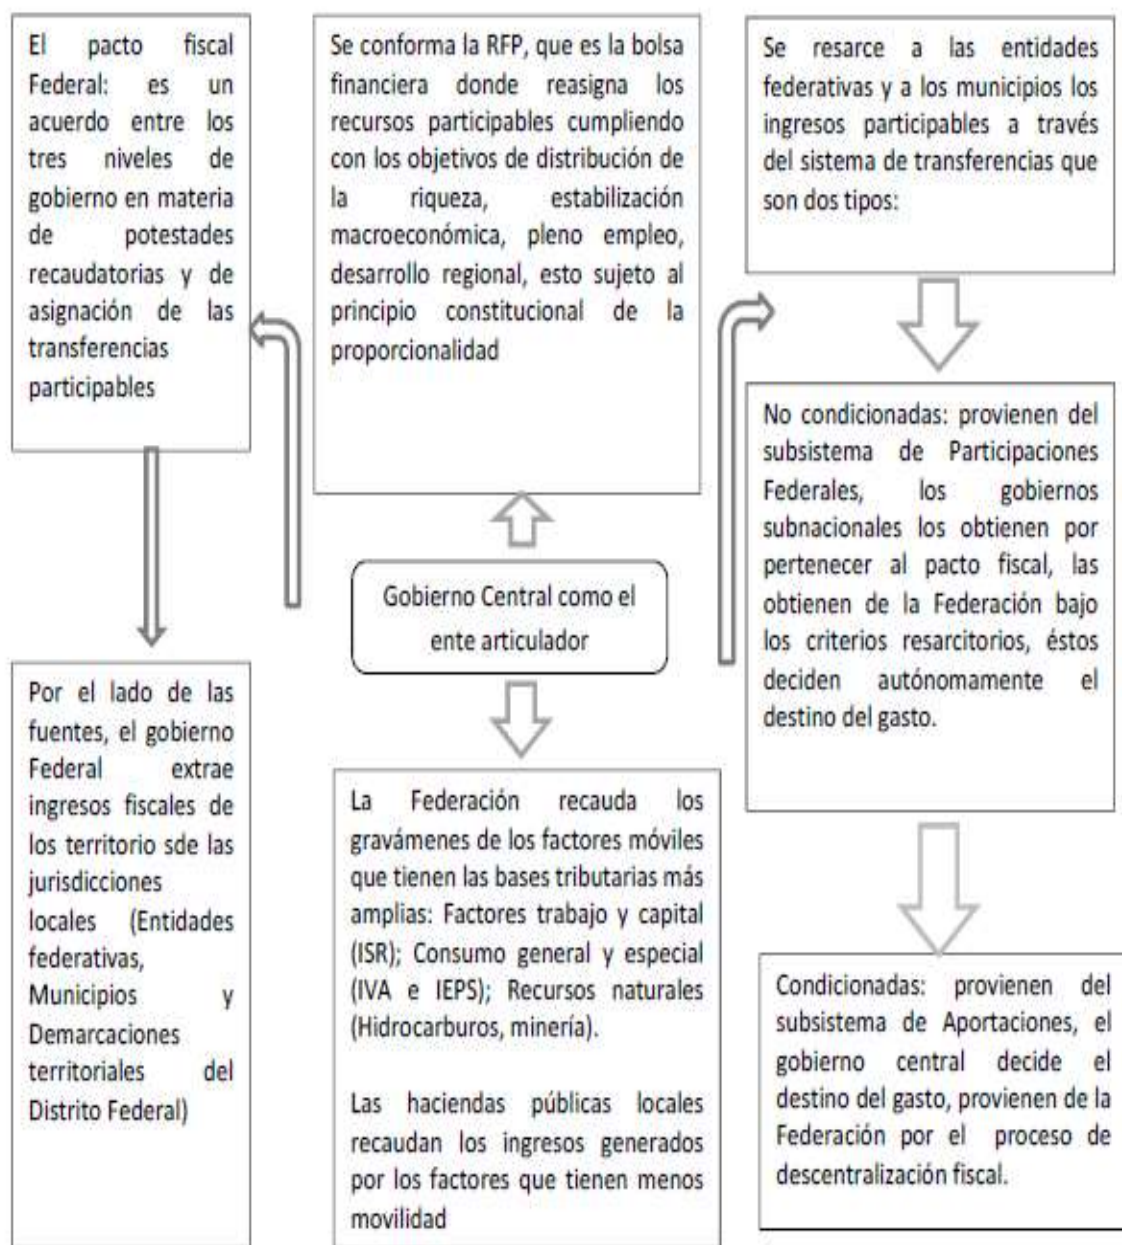 El pacto fiscal
Federal: es un
acuerdo entre los
tres niveles de
gobierno en materia
de potestades
recaudatorias y de
asignación de las
transferencias
participables
Se conforma la RFP, que es la bolsa
financiera donde reasigna los
recursos participables cumpliendo
con los objetivos de distribución de
la riqueza, estabilización
macroeconómica, pleno empleo,
desarrollo regional, esto sujeto al
principio constitucional de la
proporcionalidad
Se resarce a las entidades
federativas y a los municipios los
ingresos participables a través
del sistema de transferencias que
son dos tipos:
No condicionadas: provienen del
subsistema de Participaciones
Federales, los gobiernos
subnacionales los obtienen por
pertenecer al pacto fiscal, las
obtienen de la Federación bajo
los criterios resarcitorios, éstos
deciden autónomamente el
destino del gasto.
Gobierno Central como el
ente articulador
Por el lado de las
fuentes, el gobierno
Federal extrae
ingresos fiscales de
los territorio sde las
jurisdicciones
locales (Entidades
federativas,
Municipios y
Demarcaciones
territoriales del
Distrito Federal)
La Federación recauda los
gravámenes de los factores móviles
que tienen las bases tributarias más
amplias: Factores trabajo y capital
(ISR); Consumo general y especial
(IVA e IEPS); Recursos naturales
(Hidrocarburos, minería).
Las haciendas públicas locales
recaudan los ingresos generados
por los factores que tienen menos
movilidad
Condicionadas: provienen del
subsistema de Aportaciones, el
gobierno central decide el
destino del gasto, provienen de la
Federación por el proceso de
descentralización fiscal.